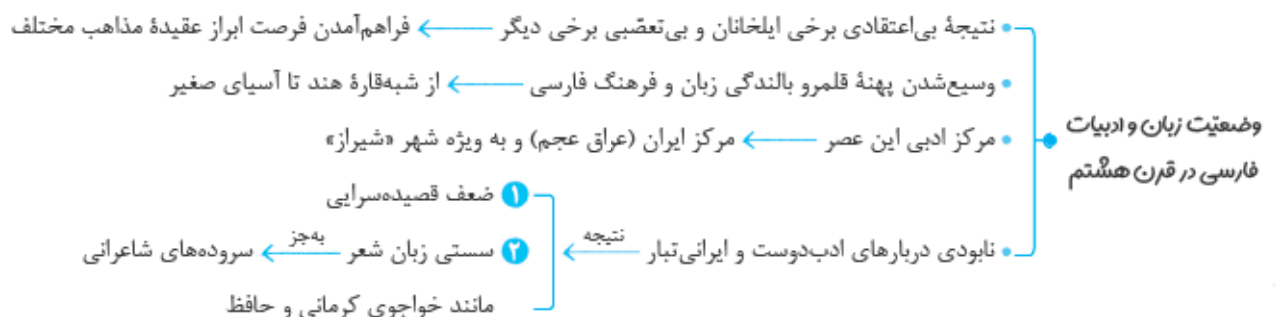 وضعیّت زبان و ادبیات
فارسی در قرن هشتم
• نتیجهٔ بی‌اعتقادی برخی ایلخانان و بی‌تعصّبی برخی دیگر ← فراهم‌آمدن فرصت ابراز عقیدهٔ مذاهب مختلف
• وسیع‌شدن پهنهٔ قلمرو بالندگی زبان و فرهنگ فارسی ← از شبه‌قارهٔ هند تا آسیای صغیر
• مرکز ادبی این عصر ← مرکز ایران (عراق عجم) و به ویژه شهر «شیراز»
• نابودی دربارهای ادب‌دوست و ایرانی‌تبار ← نتیجه
۱ ضعف قصیده‌سرایی
۲ سستی زبان شعر ← به‌جز سروده‌های شاعرانی
مانند خواجوی کرمانی و حافظ